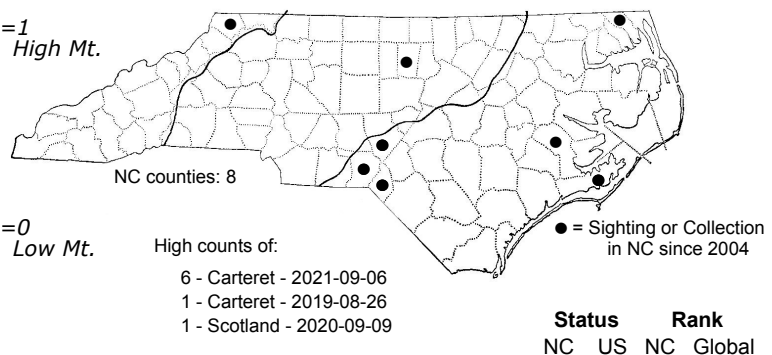 =1
High Mt.
NC counties: 8
=0
Low Mt.
High counts of:
6 - Carteret - 2021-09-06
1 - Carteret - 2019-08-26
1 - Scotland - 2020-09-09
● = Sighting or Collection
in NC since 2004
Status Rank
NC US NC Global